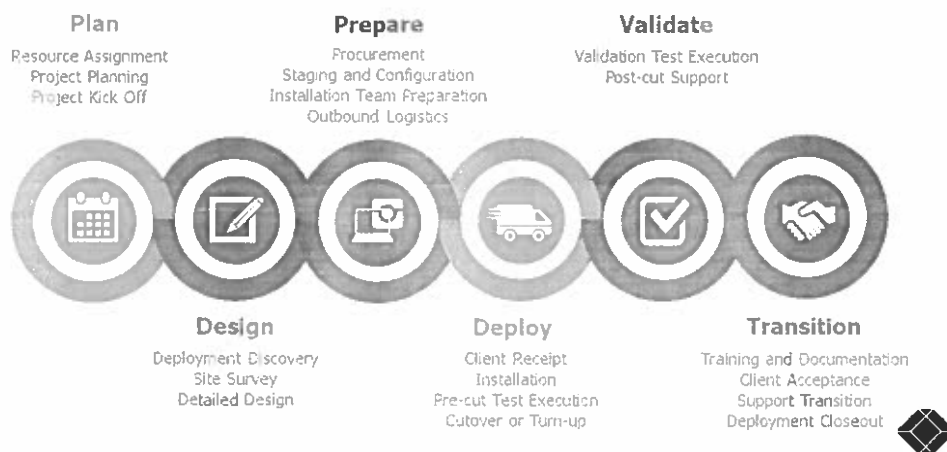 Plan
Resource Assignment
Project Planning
Project Kick Off
Prepare
Procurement
Staging and Configuration
Installation Team Preparation
Outbound Logistics
Validate
Validation Test Execution
Post-cut Support
Design
Deployment Discovery
Site Survey
Detailed Design
Deploy
Client Receipt
Installation
Pre-cut Test Execution
Cutover or Turn-up
Transition
Training and Documentation
Client Acceptance
Support Transition
Deployment Closeout